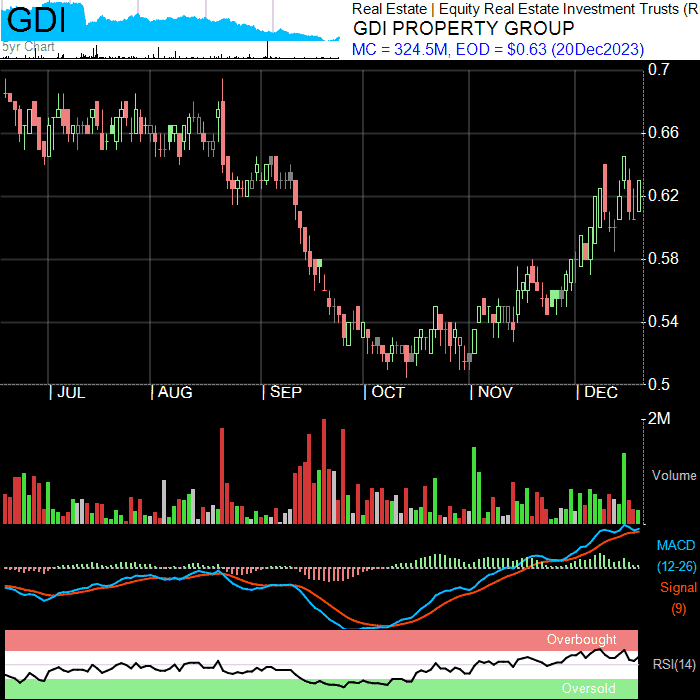 GDI
5yr Chart
Real Estate | Equity Real Estate Investment Trusts (R
GDI PROPERTY GROUP
MC = 324.5M, EOD = $0.63 (20Dec2023)
0.7
0.66
0.62
0.58
0.54
0.5
JUL AUG SEP OCT NOV DEC
2M
Volume
MACD
(12-26)
Signal
(9)
Overbought
RSI(14)
Oversold